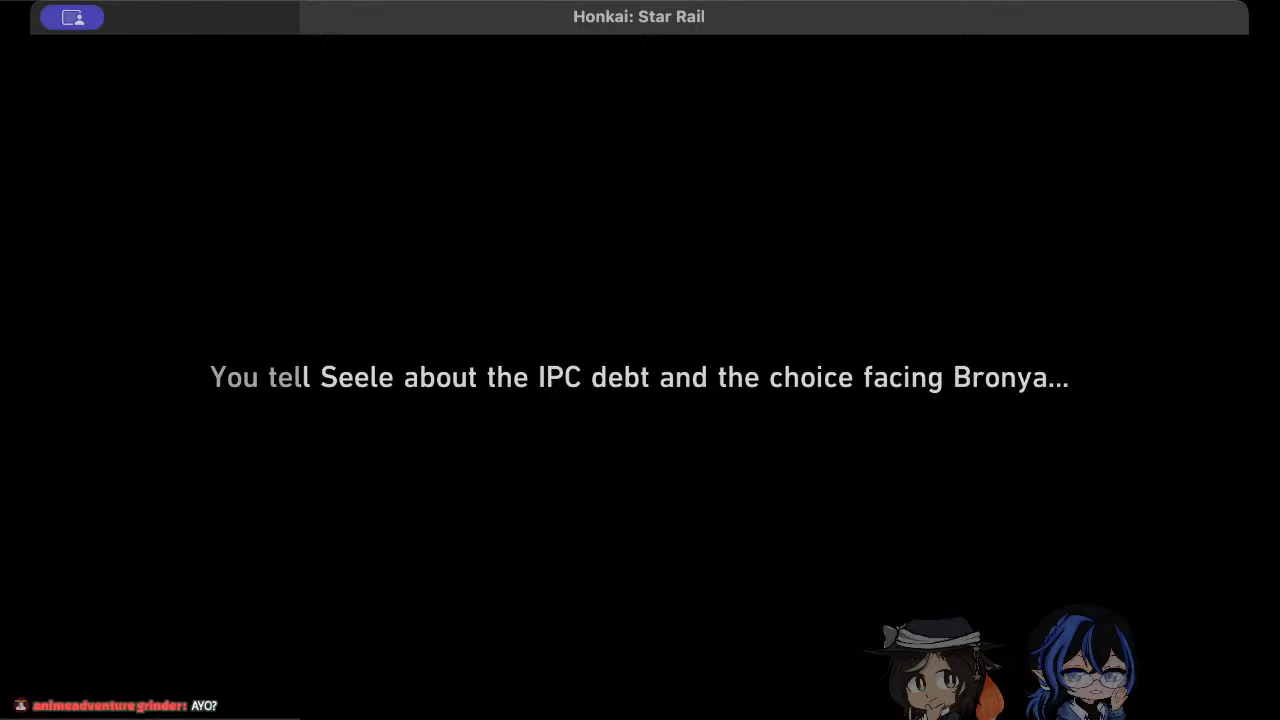 Honkai: Star Rail
You tell Seele about the IPC debt and the choice facing Bronya...
animeadventure grinder: AYO?